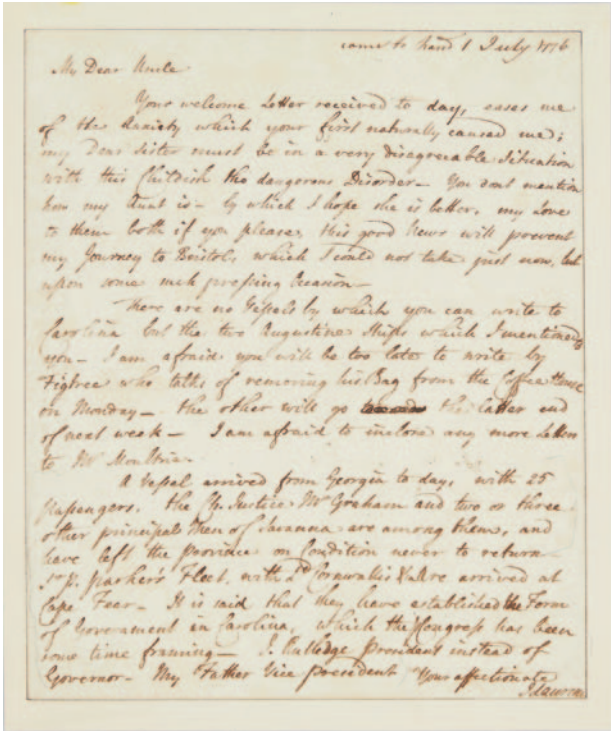 came to hand 1 July 1776
My Dear Uncle
Your welcome Letter received to day, eases me
of the Anxiety which your first naturally caused me;
my Dear Sister must be in a very disagreeable Situation
with this Childish tho dangerous Disorder — You dont mention
how my Aunt is — by which I hope she is better. my Love
to them both if you please, this good News will prevent
my Journey to Bristol, which I could not take just now, but
upon some such pressing Occasion —
There are no Vessels by which you can write to
Carolina but the two Augustine Ships which I mentioned to
you — I am afraid you will be too late to write by
Figtree who talks of removing his Bag from the Coffee House
on Monday — the other will go the latter end
of next week — I am afraid to inclose any more Letters
to Mr Moultrie.
A Vessel arrived from Georgia to day, with 25
passengers. the Ch. Justice Mr Graham and two or three
other principal Men of Savanna are among them, and
have left the province on Condition never to return
Sr P. Parker's Fleet, with Ld Cornwallis &c are arrived at
Cape Fear — It is said that they have established the Form
of Government in Carolina, which the Congress has been
some time framing — J. Rutledge president instead of
Governor — My Father Vice president Your affectionate
J Laurens